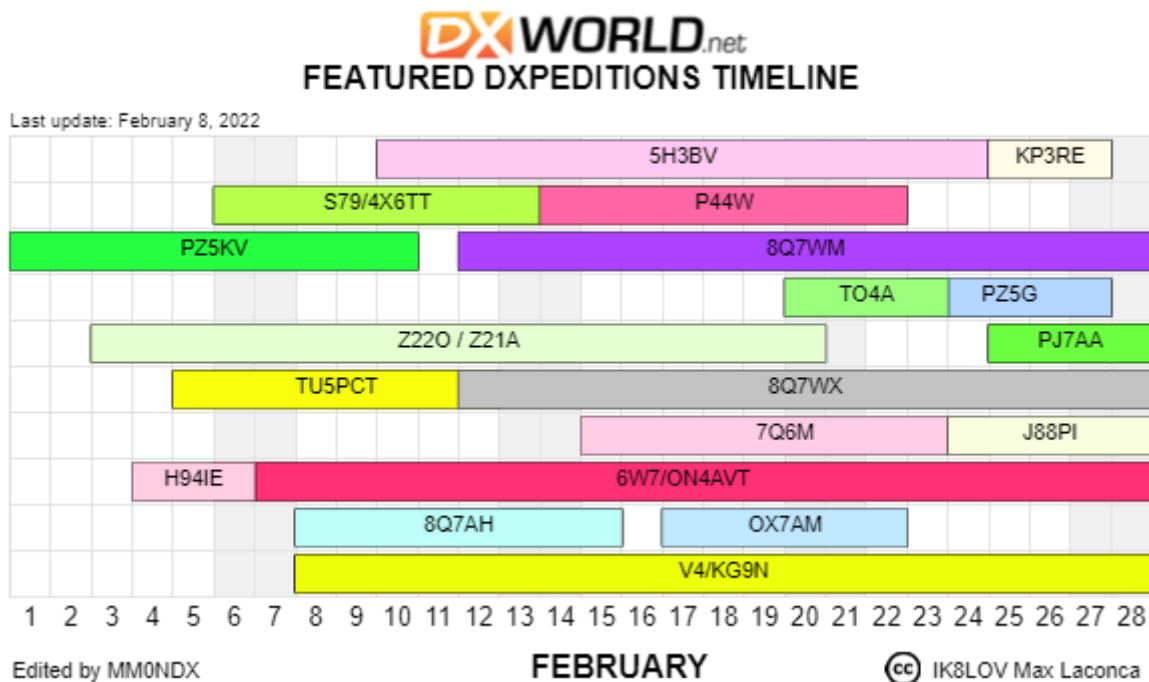 DX WORLD.net
FEATURED DXPEDITIONS TIMELINE
Last update: February 8, 2022
5H3BV KP3RE
S79/4X6TT P44W
PZ5KV 8Q7WM
TO4A PZ5G
Z22O / Z21A PJ7AA
TU5PCT 8Q7WX
7Q6M J88PI
H94IE 6W7/ON4AVT
8Q7AH OX7AM
V4/KG9N
1 2 3 4 5 6 7 8 9 10 11 12 13 14 15 16 17 18 19 20 21 22 23 24 25 26 27 28
Edited by MM0NDX FEBRUARY cc IK8LOV Max Laconca